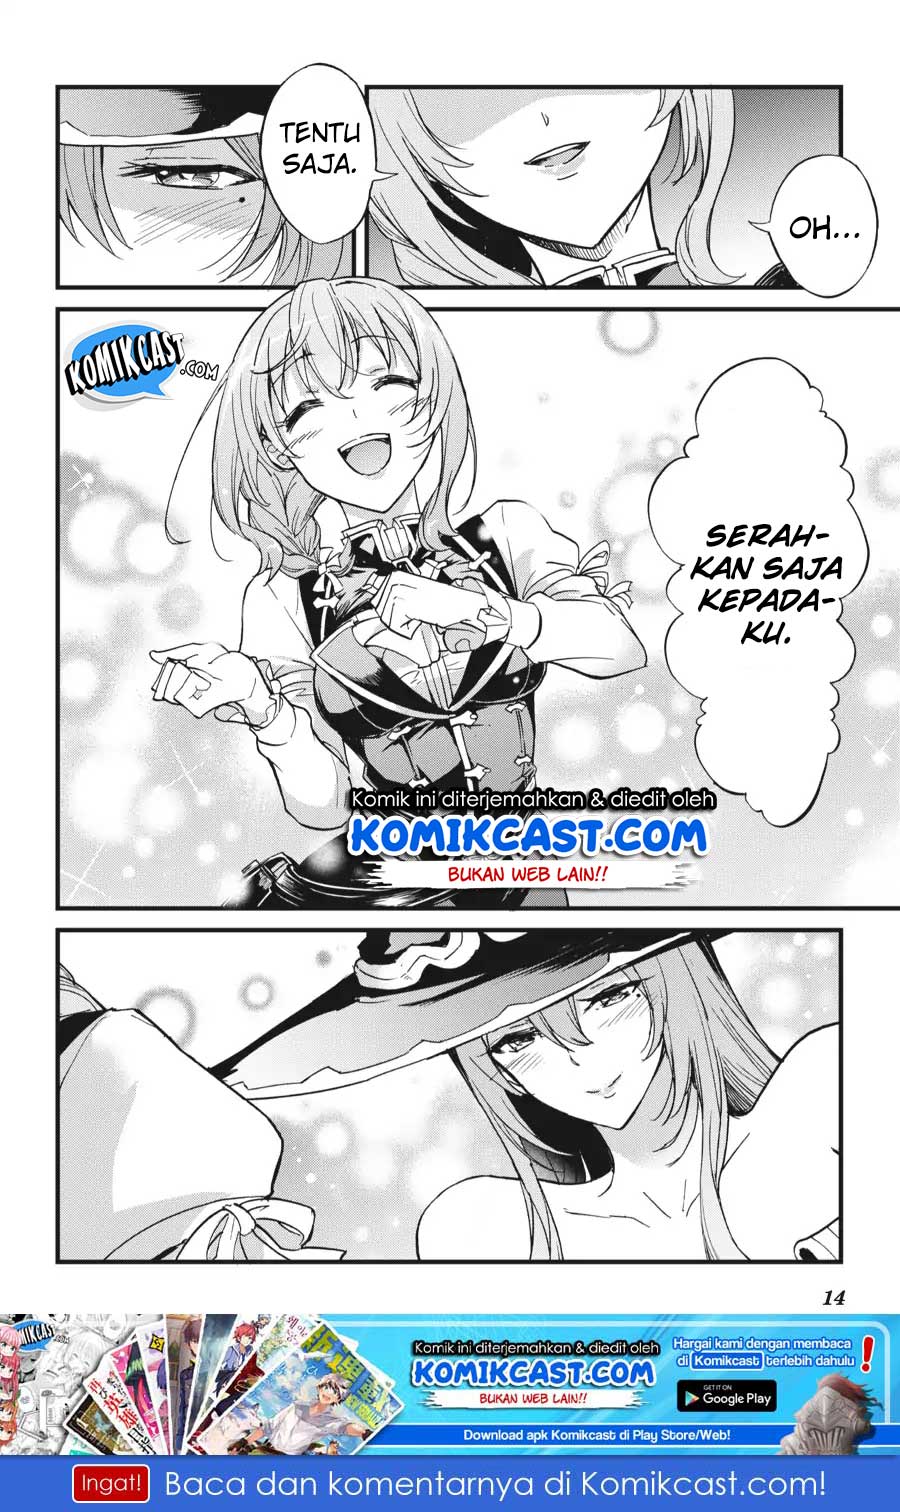 OH...
TENTU
SAJA.
KOMIKCAST
.COM
SERAH-
KAN SAJA
KEPADA-
KU.
Komik ini diterjemahkan & diedit oleh
KOMIKCAST.COM
BUKAN WEB LAIN!!
14
Komik ini diterjemahkan & diedit oleh
KOMIKCAST.COM
BUKAN WEB LAIN!!
Hargai kami dengan membaca
di Komikcast terlebih dahulu !
GET IT ON
Google Play
Download apk Komikcast di Play Store/Web!
Ingat! Baca dan komentarnya di Komikcast.com!